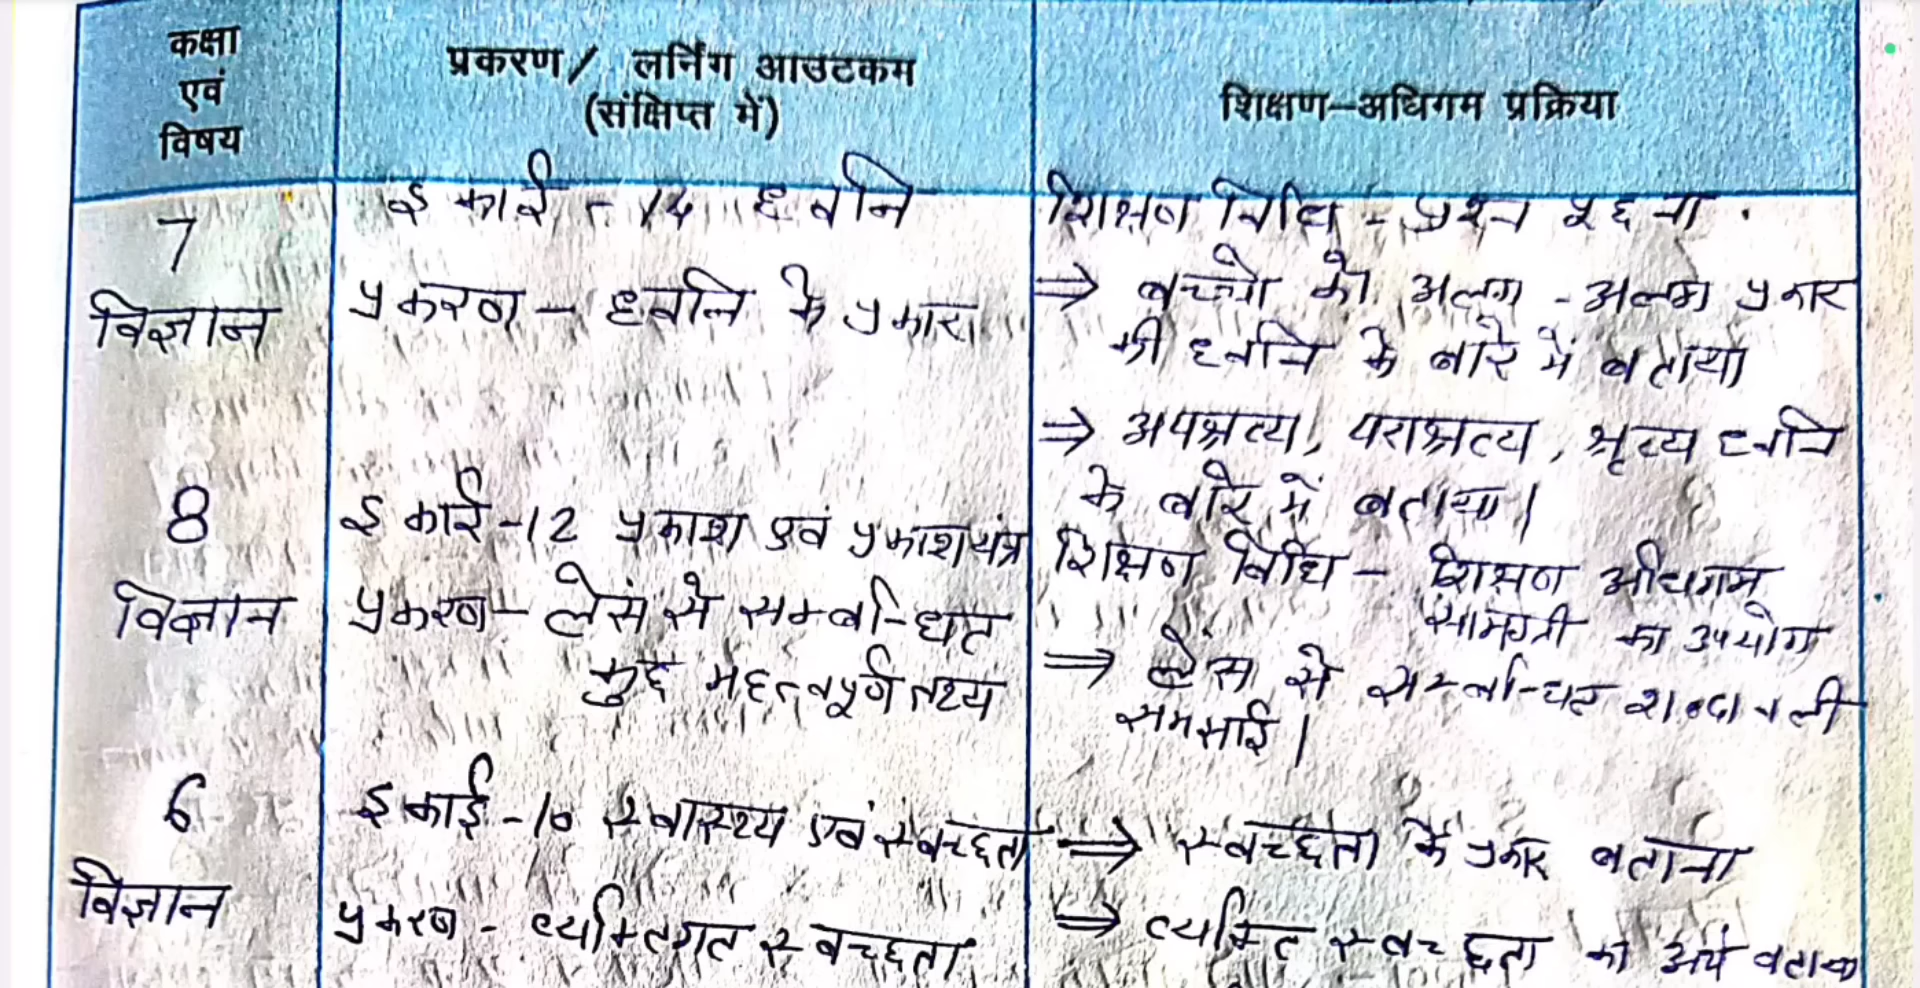 कक्षा
एवं
विषय
प्रकरण/ लर्निंग आउटकम
(संक्षिप्त में)
शिक्षण–अधिगम प्रक्रिया
7
विज्ञान
इकाई - 14 ध्वनि
प्रकरण - ध्वनि के प्रकार
शिक्षण विधि - प्रश्न पूछना
⇒ बच्चो को अलग - अलग प्रकार
की ध्वनि के बारे में बताया
⇒ अपश्रव्य, पराश्रव्य, श्रृव्य ध्वनि
के बारे में बताया।
8
विज्ञान
इकाई -12 प्रकाश एवं प्रकाशयंत्र
प्रकरण - लेंस से सम्बन्धित
कुछ महत्वपूर्ण तथ्य
शिक्षण विधि - शिक्षण अधिगम
सामग्री का उपयोग
⇒ लेंस से सम्बन्धित शब्दावली
समझाई।
6
विज्ञान
इकाई -10 स्वास्थ्य एवं स्वच्छता
प्रकरण - व्यक्तिगत स्वच्छता
⇒ स्वच्छता के प्रकार बताना
⇒ व्यक्ति स्वच्छता का अर्थ